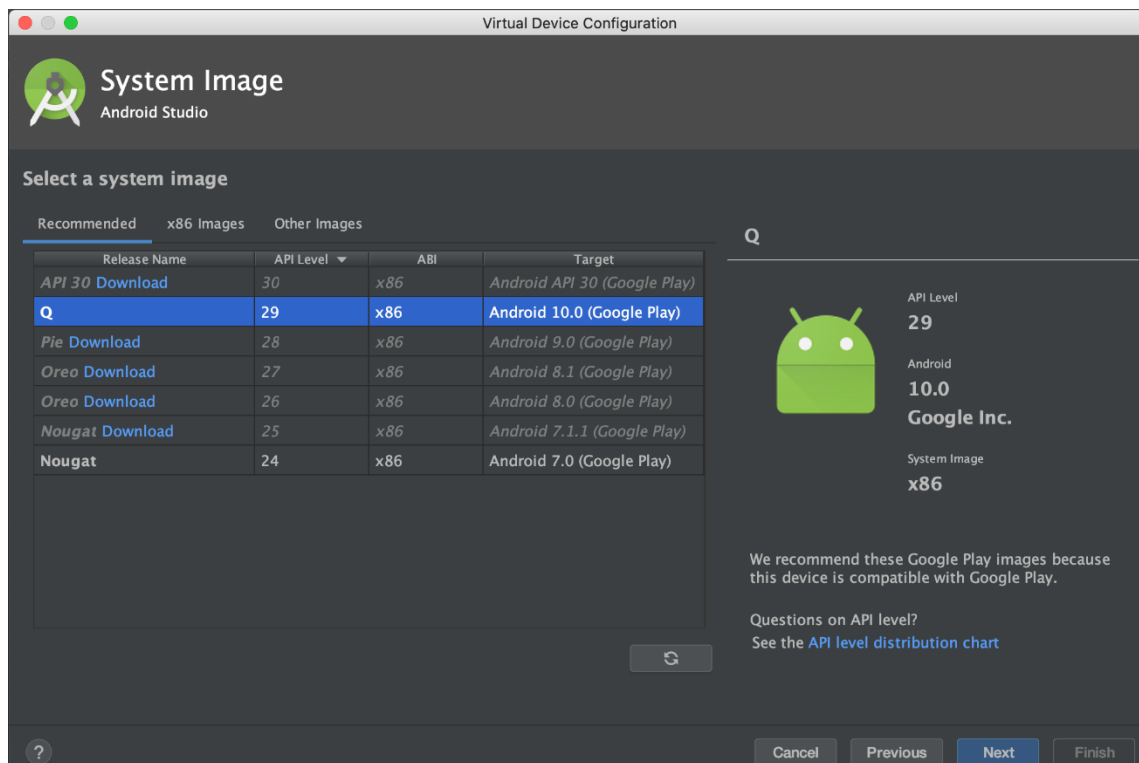 Virtual Device Configuration
System Image
Android Studio
Select a system image
Recommended x86 Images Other Images
Release Name API Level ABI Target
API 30 Download 30 x86 Android API 30 (Google Play)
Q 29 x86 Android 10.0 (Google Play)
Pie Download 28 x86 Android 9.0 (Google Play)
Oreo Download 27 x86 Android 8.1 (Google Play)
Oreo Download 26 x86 Android 8.0 (Google Play)
Nougat Download 25 x86 Android 7.1.1 (Google Play)
Nougat 24 x86 Android 7.0 (Google Play)
Q
API Level
29
Android
10.0
Google Inc.
System Image
x86
We recommend these Google Play images because
this device is compatible with Google Play.
Questions on API level?
See the API level distribution chart
? Cancel Previous Next Finish